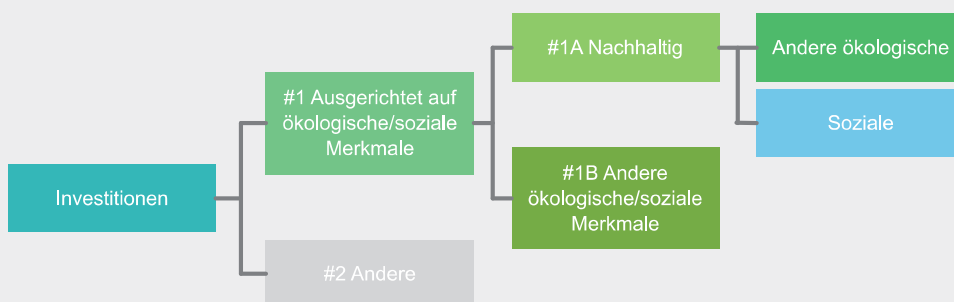 Investitionen
#1 Ausgerichtet auf
ökologische/soziale
Merkmale
#2 Andere
#1A Nachhaltig
#1B Andere
ökologische/soziale
Merkmale
Andere ökologische
Soziale